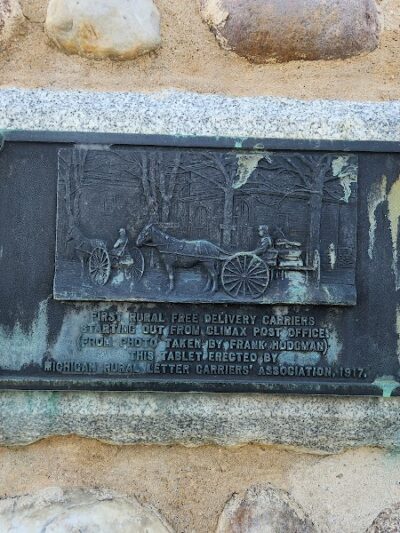 FIRST RURAL FREE DELIVERY CARRIERS
STARTING OUT FROM CLIMAX POST OFFICE
(FROM PHOTO TAKEN BY FRANK HODGMAN)
THIS TABLET ERECTED BY
MICHIGAN RURAL LETTER CARRIERS' ASSOCIATION, 1917.